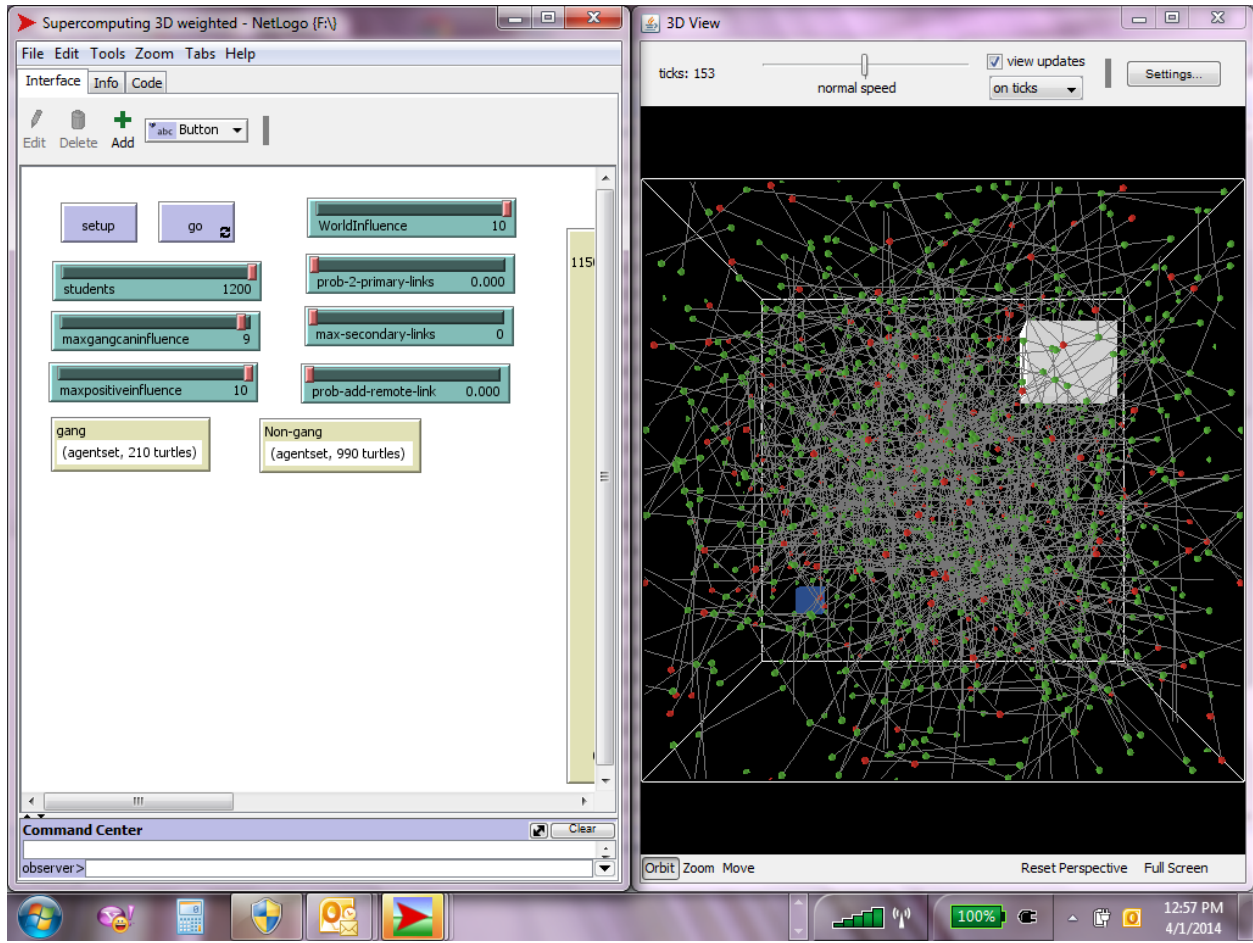 Supercomputing 3D weighted - NetLogo {F:\}
File Edit Tools Zoom Tabs Help
Interface Info Code
Edit Delete Add abc Button
setup
go
WorldInfluence 10
students 1200
prob-2-primary-links 0.000
maxgangcaninfluence 9
max-secondary-links 0
maxpositiveinfluence 10
prob-add-remote-link 0.000
gang
(agentset, 210 turtles)
Non-gang
(agentset, 990 turtles)
Command Center
Clear
observer>
3D View
ticks: 153
normal speed
view updates
on ticks
Settings...
Orbit Zoom Move
Reset Perspective Full Screen
100%
12:57 PM
4/1/2014